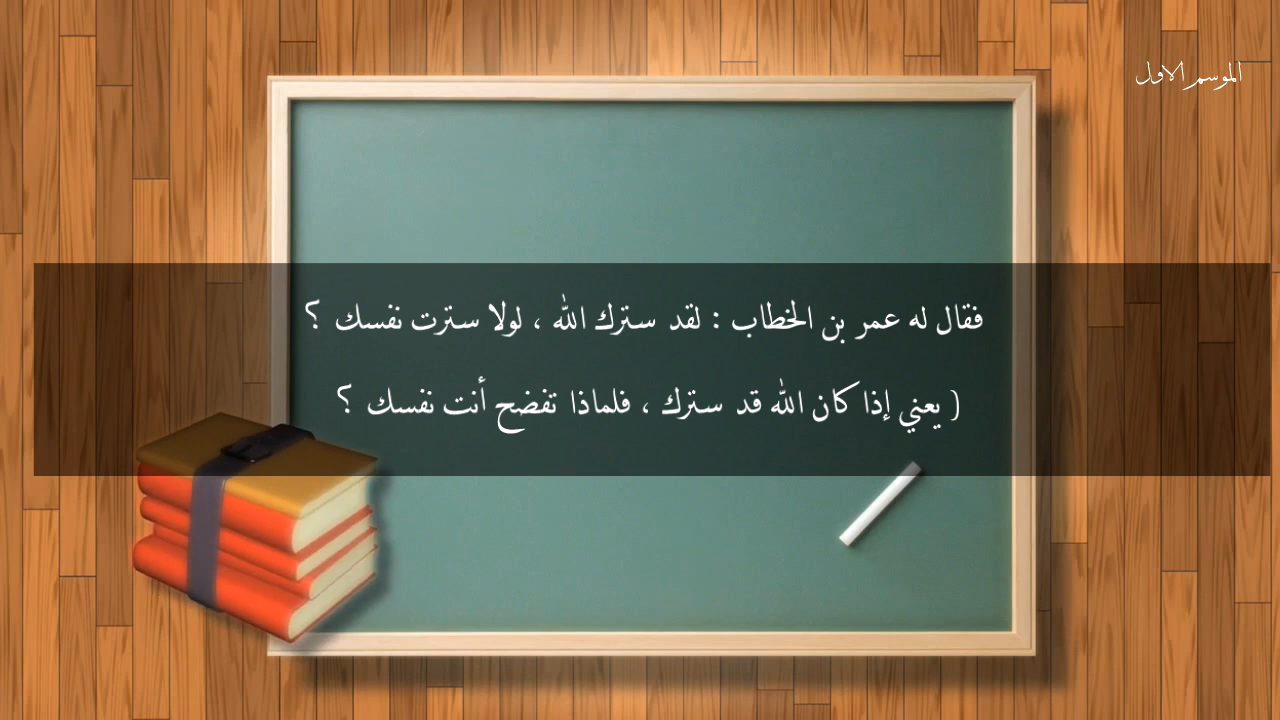 الموسم الاول
فقال له عمر بن الخطاب : لقد سترك الله ، لولا سترت نفسك ؟
( يعني إذا كان الله قد سترك ، فلماذا تفضح أنت نفسك ؟